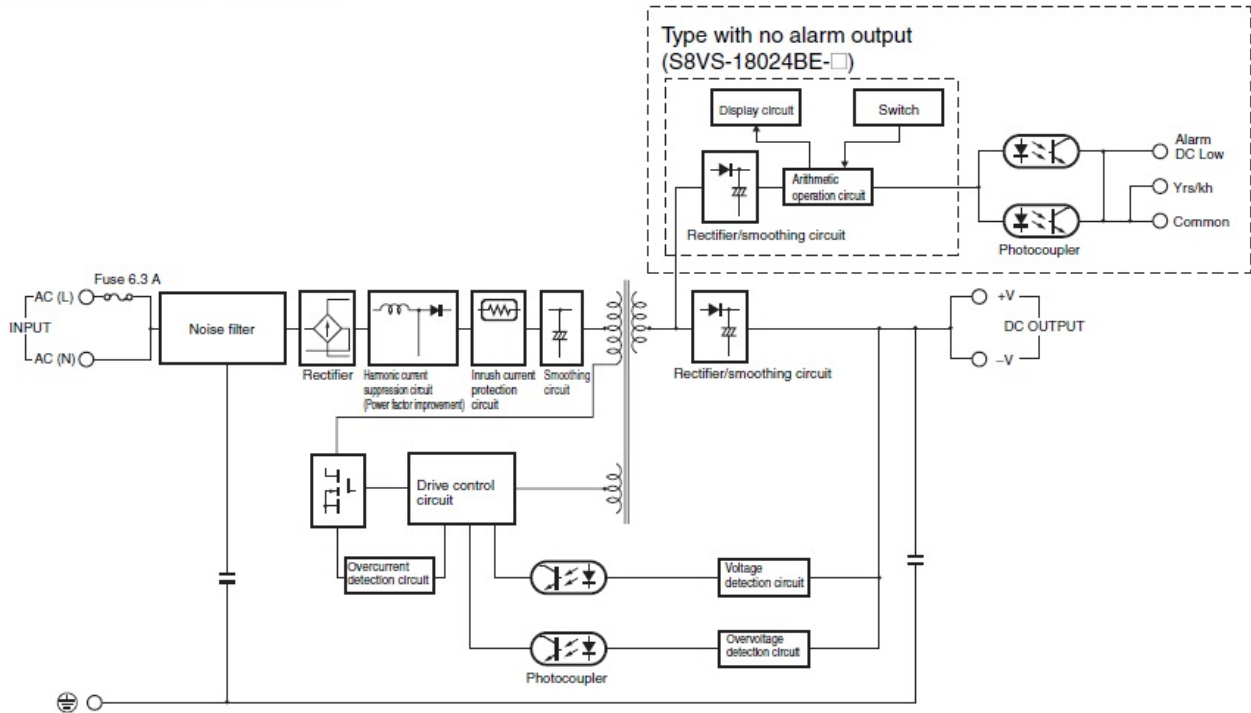 Type with no alarm output
(S8VS-18024BE-□)
Display circuit
Switch
Arithmetic
operation circuit
Rectifier/smoothing circuit
Alarm
DC Low
Yrs/kh
Common
Photocoupler
Fuse 6.3 A
AC (L)
INPUT
AC (N)
Noise filter
Rectifier
Harmonic current
suppression circuit
(Power factor improvement)
Inrush current
protection
circuit
Smoothing
circuit
Rectifier/smoothing circuit
+V
DC OUTPUT
–V
Drive control
circuit
Overcurrent
detection circuit
Voltage
detection circuit
Overvoltage
detection circuit
Photocoupler